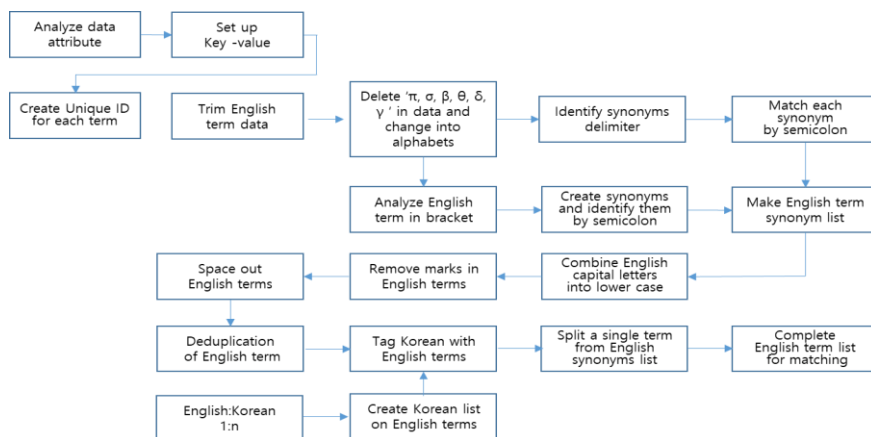 Analyze data
attribute
Set up
Key -value
Create Unique ID
for each term
Trim English
term data
Delete ‘π, σ, β, θ, δ,
γ ’ in data and
change into
alphabets
Identify synonyms
delimiter
Match each
synonym
by semicolon
Analyze English
term in bracket
Create synonyms
and identify them
by semicolon
Make English term
synonym list
Space out
English terms
Remove marks in
English terms
Combine English
capital letters
into lower case
Deduplication
of English term
Tag Korean with
English terms
Split a single term
from English
synonyms list
Complete
English term list
for matching
English:Korean
1:n
Create Korean list
on English terms